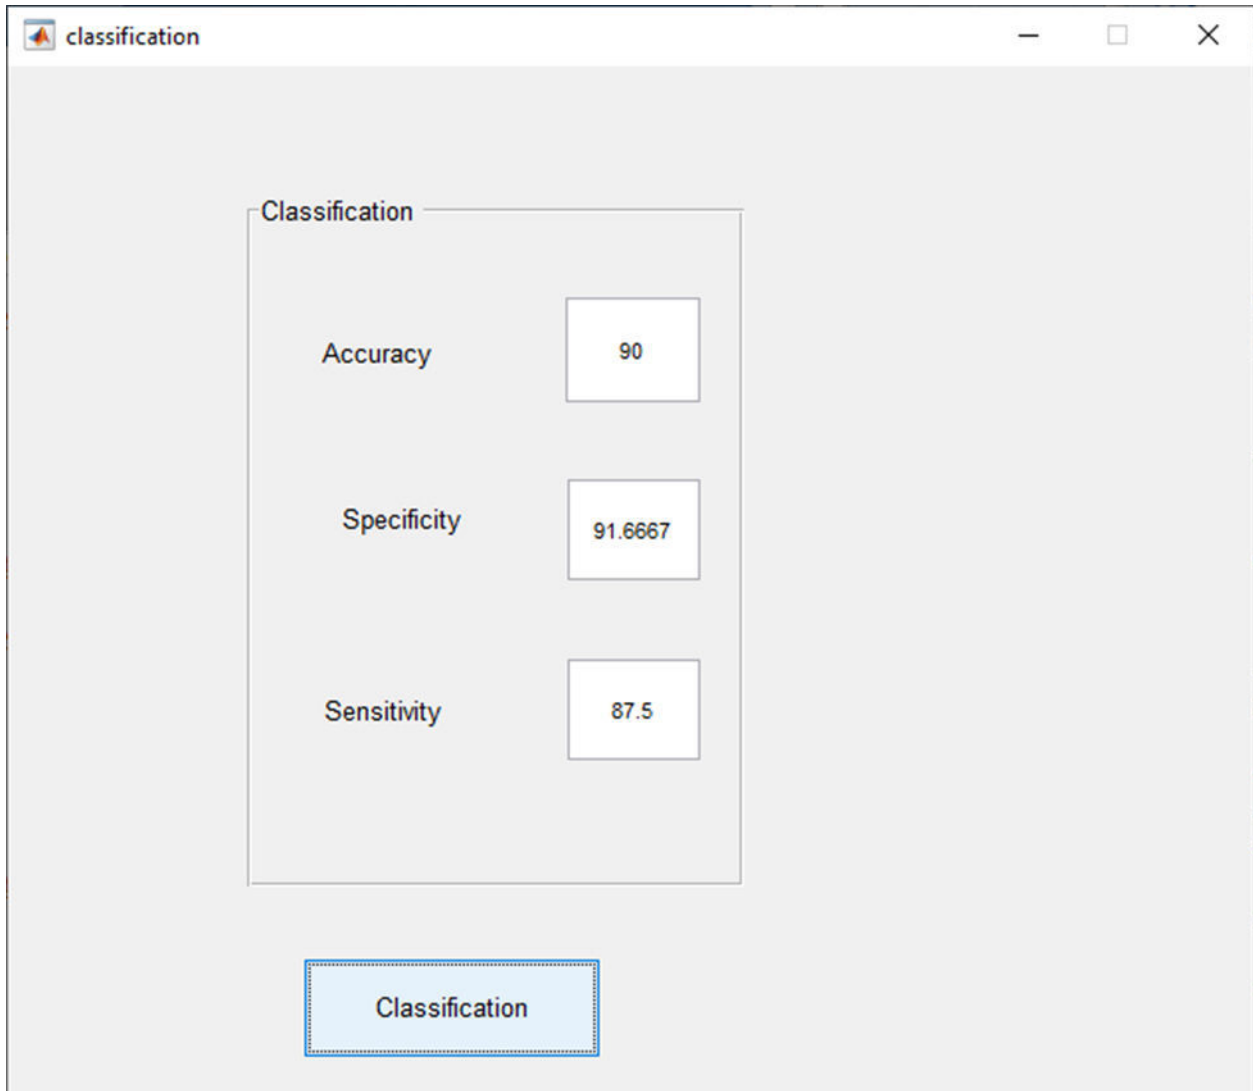 classification
Classification
Accuracy
90
Specificity
91.6667
Sensitivity
87.5
Classification